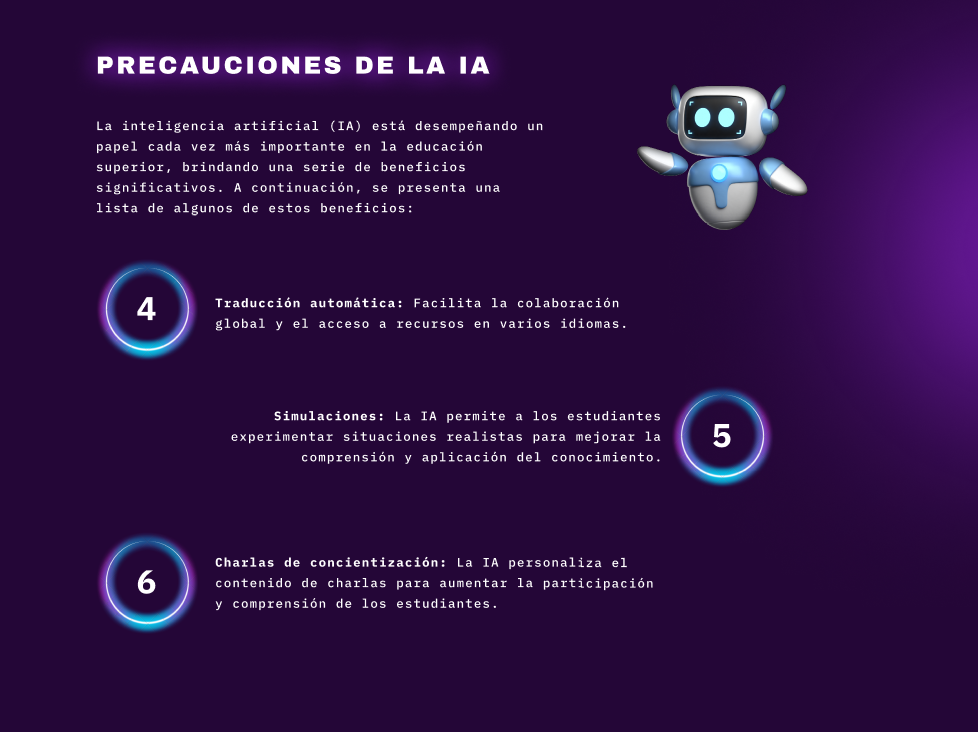 PRECAUCIONES DE LA IA
La inteligencia artificial (IA) está desempeñando un
papel cada vez más importante en la educación
superior, brindando una serie de beneficios
significativos. A continuación, se presenta una
lista de algunos de estos beneficios:
4
Traducción automática: Facilita la colaboración
global y el acceso a recursos en varios idiomas.
Simulaciones: La IA permite a los estudiantes
experimentar situaciones realistas para mejorar la
comprensión y aplicación del conocimiento.
5
6
Charlas de concientización: La IA personaliza el
contenido de charlas para aumentar la participación
y comprensión de los estudiantes.